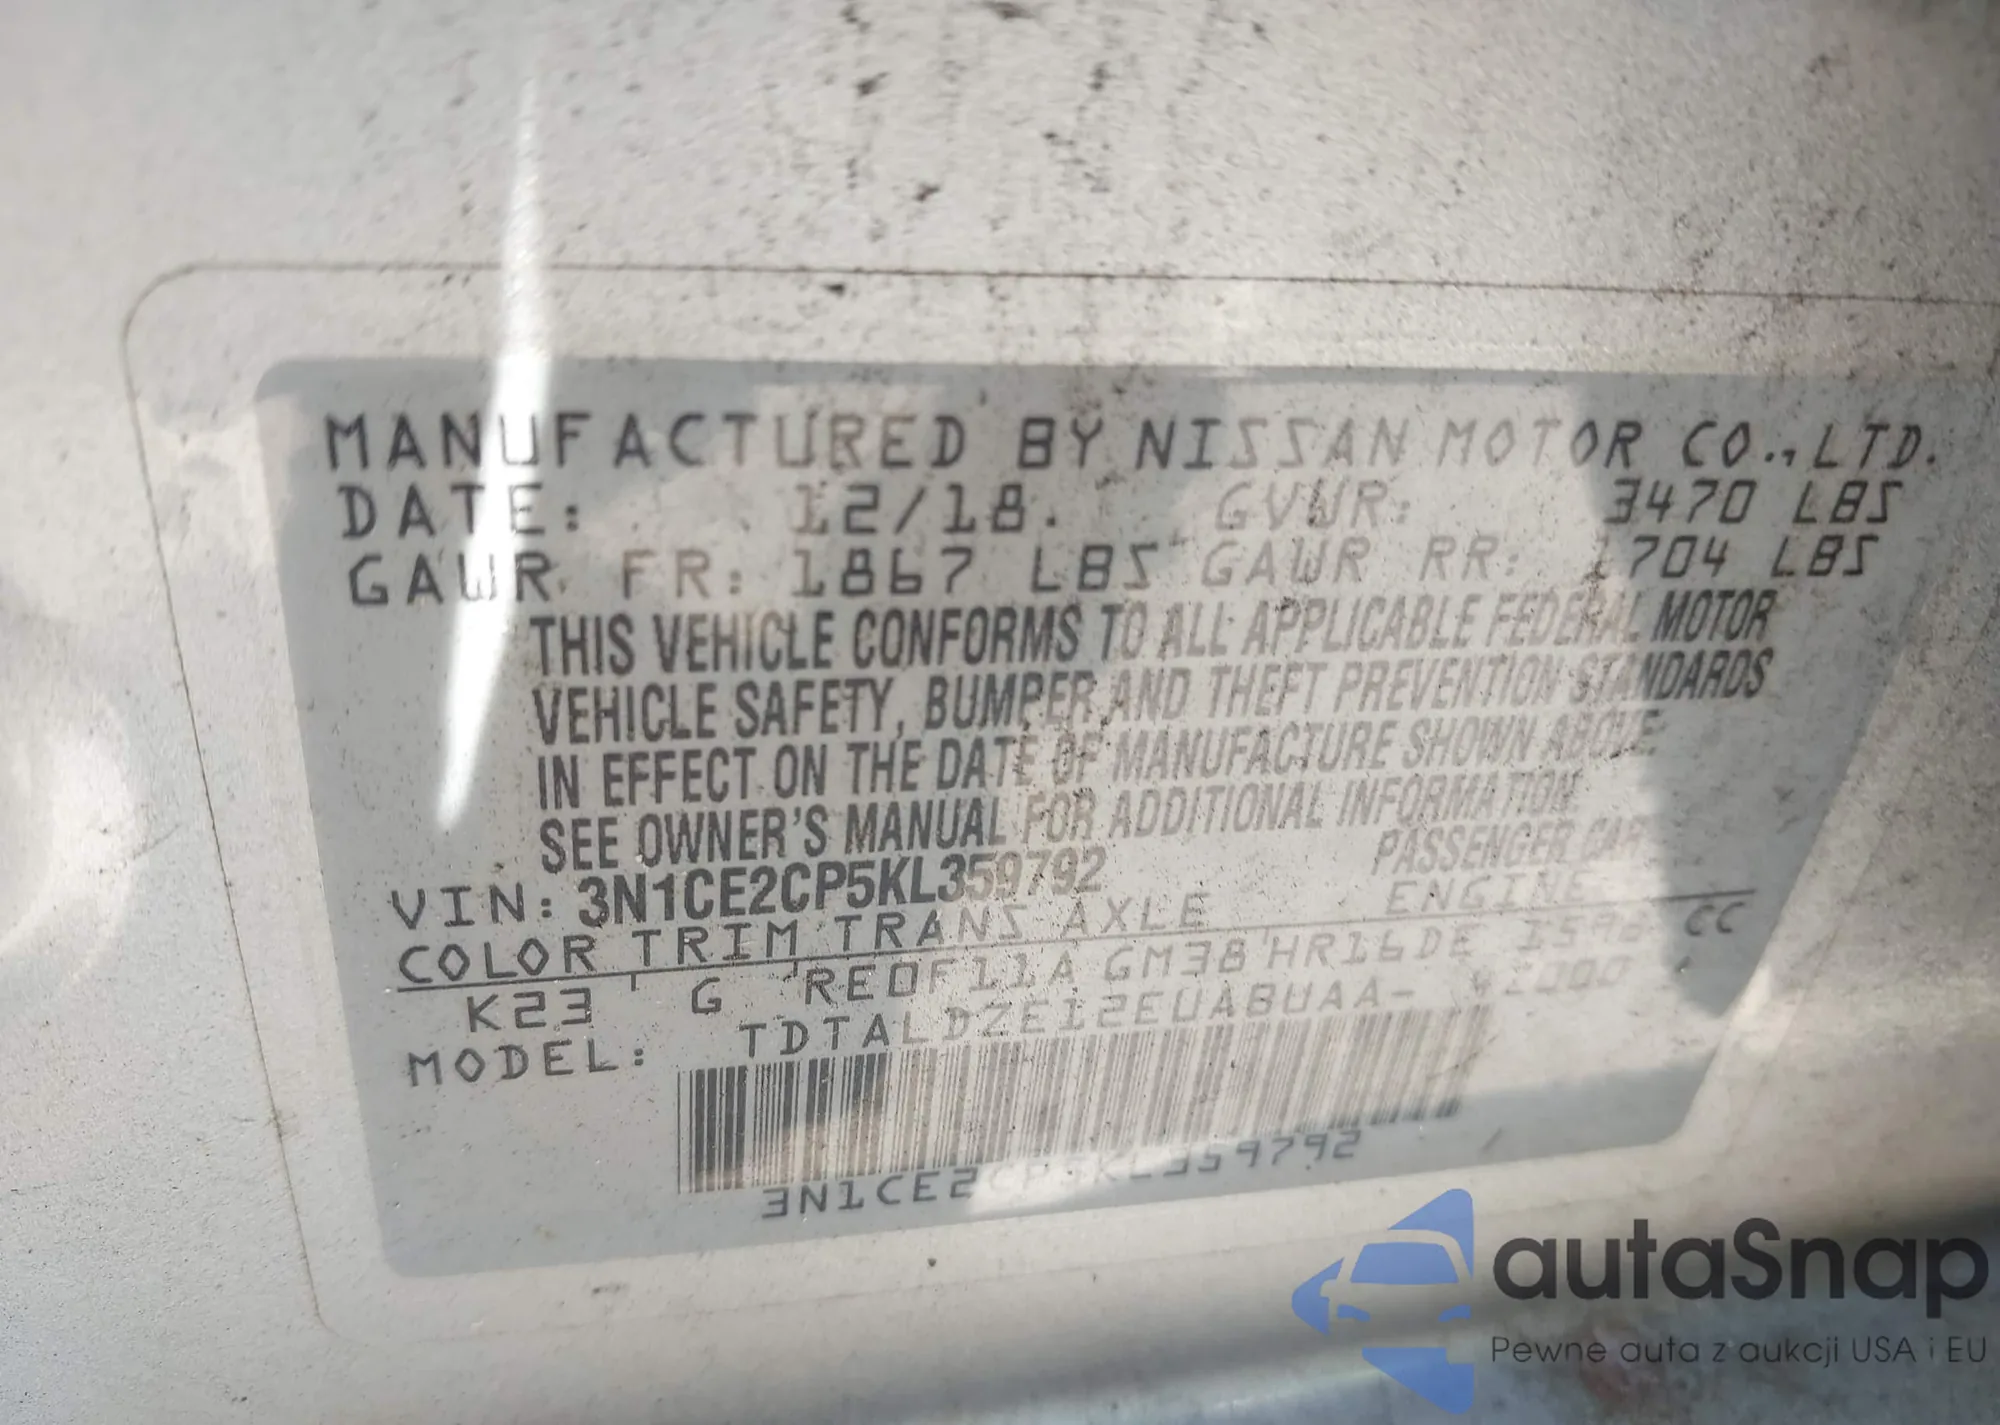 MANUFACTURED BY NISSAN MOTOR CO.,LTD.
DATE: 12/18. GVWR: 3470 LBS
GAWR FR: 1867 LBS GAWR RR: 1704 LBS
THIS VEHICLE CONFORMS TO ALL APPLICABLE FEDERAL MOTOR
VEHICLE SAFETY, BUMPER AND THEFT PREVENTION STANDARDS
IN EFFECT ON THE DATE OF MANUFACTURE SHOWN ABOVE.
SEE OWNER'S MANUAL FOR ADDITIONAL INFORMATION
PASSENGER CAR
VIN: 3N1CE2CP5KL359792
COLOR TRIM TRANS AXLE ENGINE
K23 G RE0F11A GM38 HR16DE 1598 CC
MODEL: TDTALDZE12EUABUAA-
3N1CE2CP5KL359792
autaSnap
Pewne auta z aukcji USA i EU